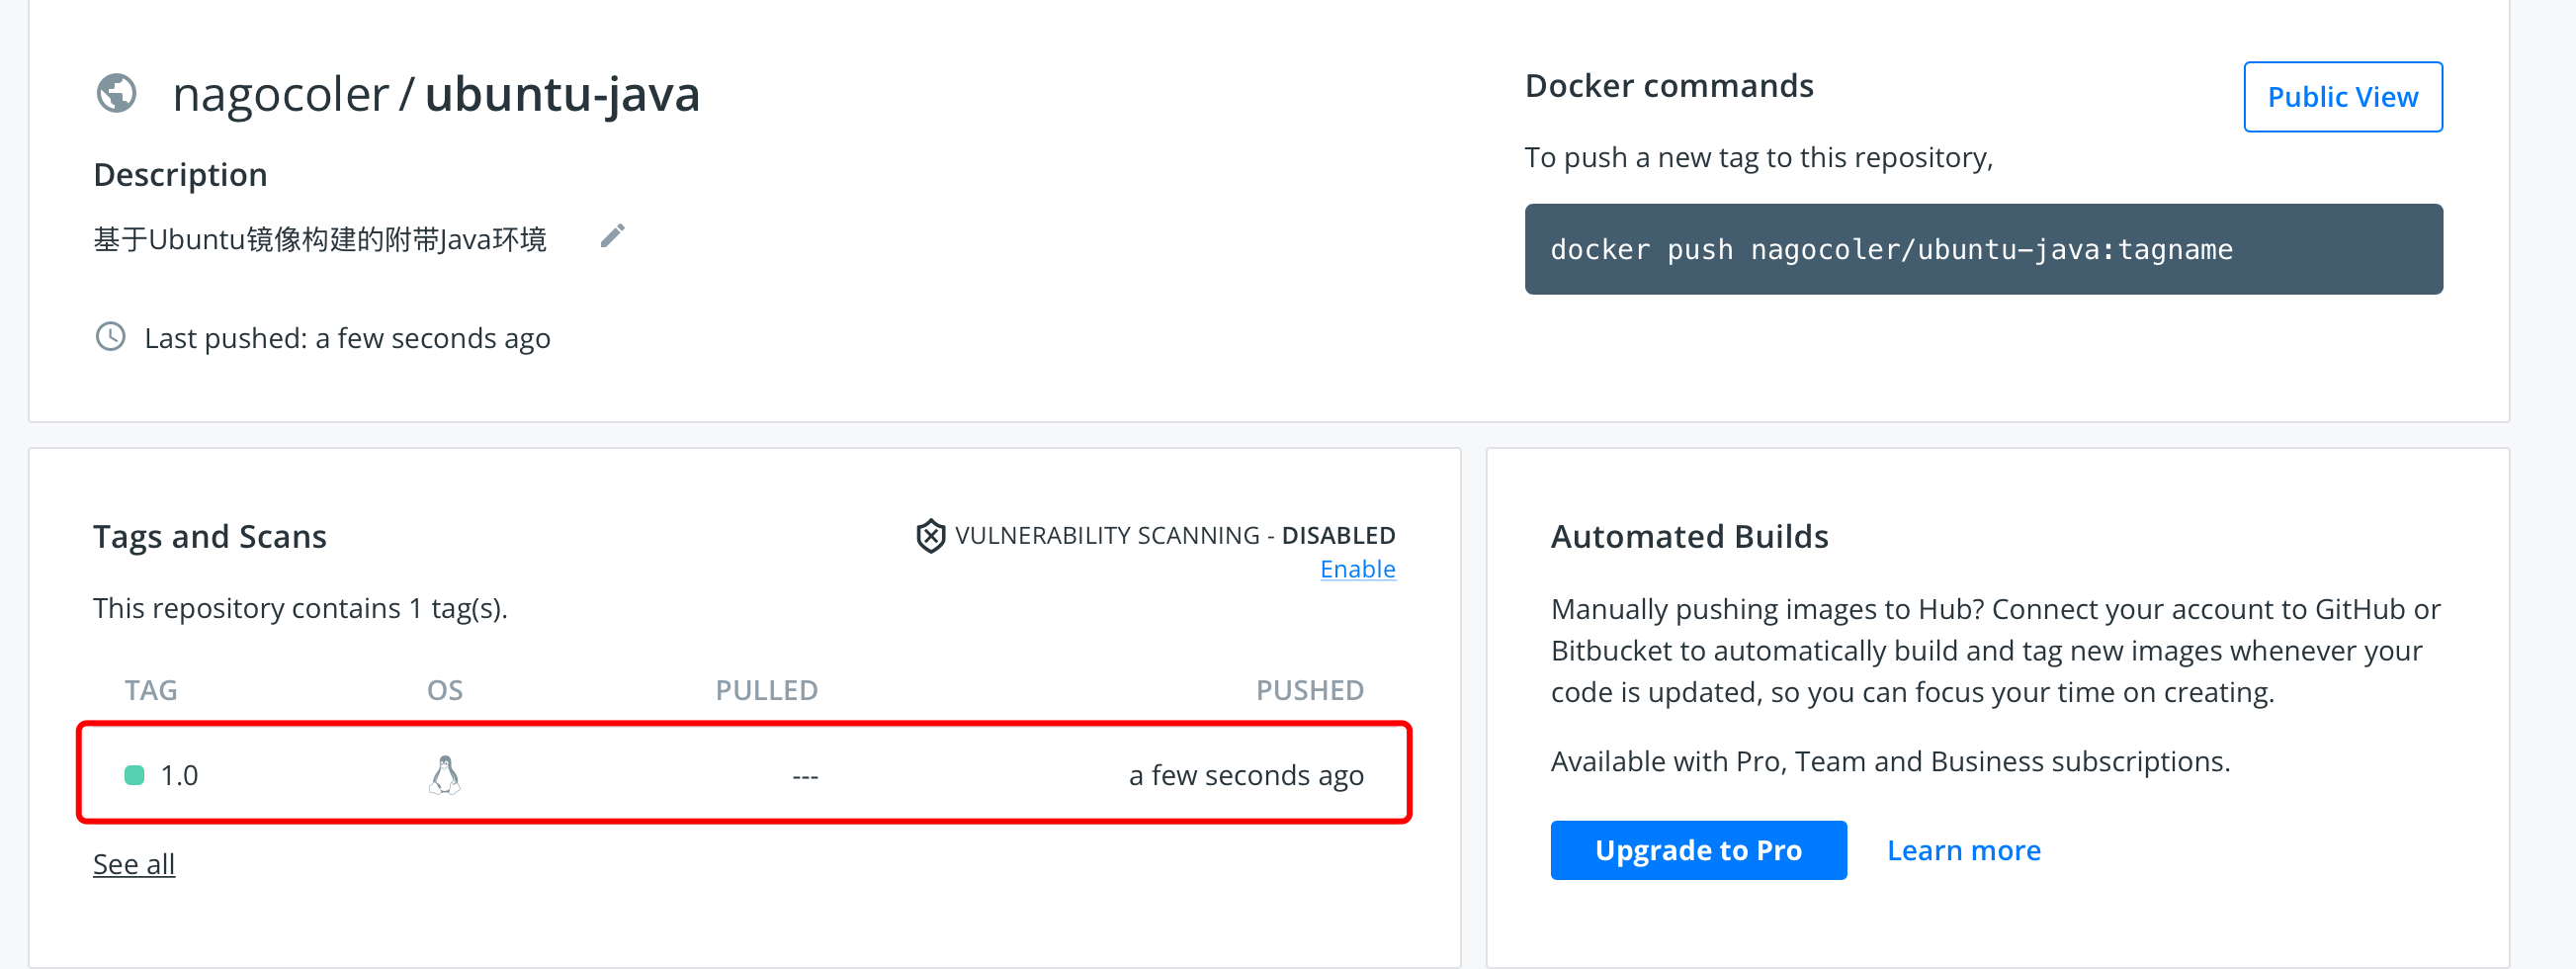 nagocoler / ubuntu-java
Description
基于Ubuntu镜像构建的附带Java环境
Last pushed: a few seconds ago
Docker commands
Public View
To push a new tag to this repository,
docker push nagocoler/ubuntu-java:tagname
Tags and Scans
VULNERABILITY SCANNING - DISABLED
Enable
This repository contains 1 tag(s).
TAG OS PULLED PUSHED
1.0 --- a few seconds ago
See all
Automated Builds
Manually pushing images to Hub? Connect your account to GitHub or
Bitbucket to automatically build and tag new images whenever your
code is updated, so you can focus your time on creating.
Available with Pro, Team and Business subscriptions.
Upgrade to Pro Learn more